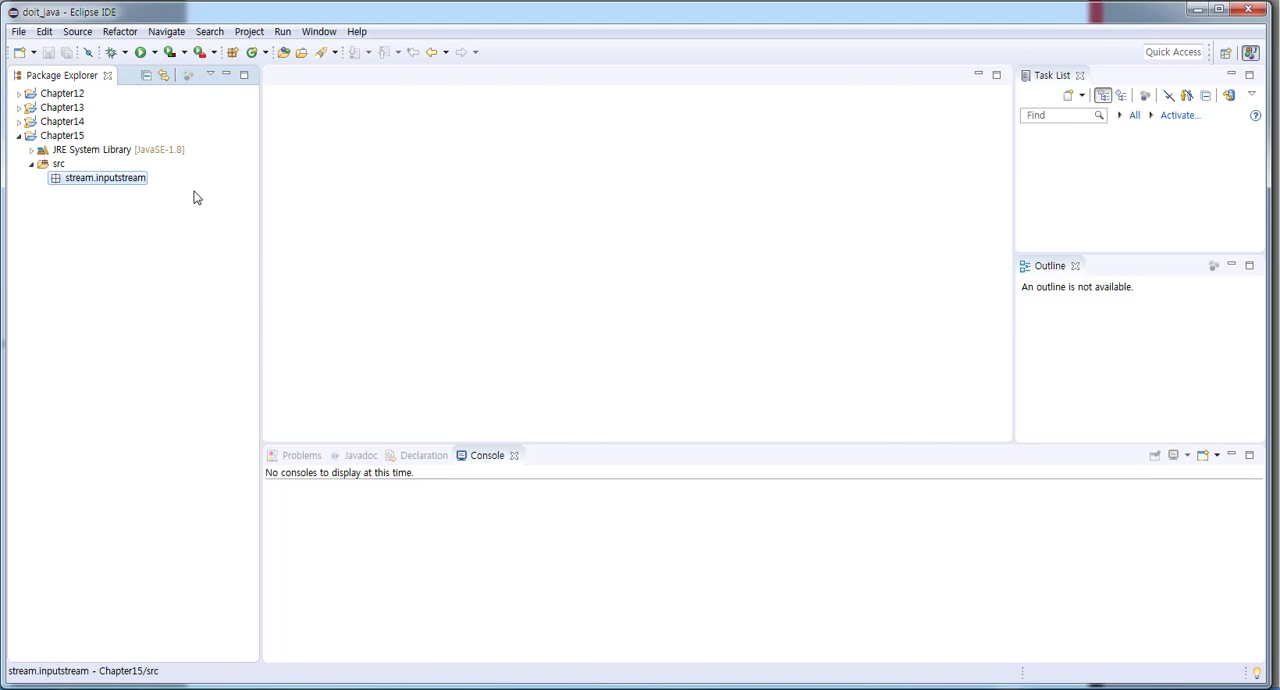 doit_java - Eclipse IDE
File Edit Source Refactor Navigate Search Project Run Window Help
Quick Access
Package Explorer
Chapter12
Chapter13
Chapter14
Chapter15
JRE System Library [JavaSE-1.8]
src
stream.inputstream
Task List
Find All Activate...
Outline
An outline is not available.
Problems Javadoc Declaration Console
No consoles to display at this time.
stream.inputstream - Chapter15/src